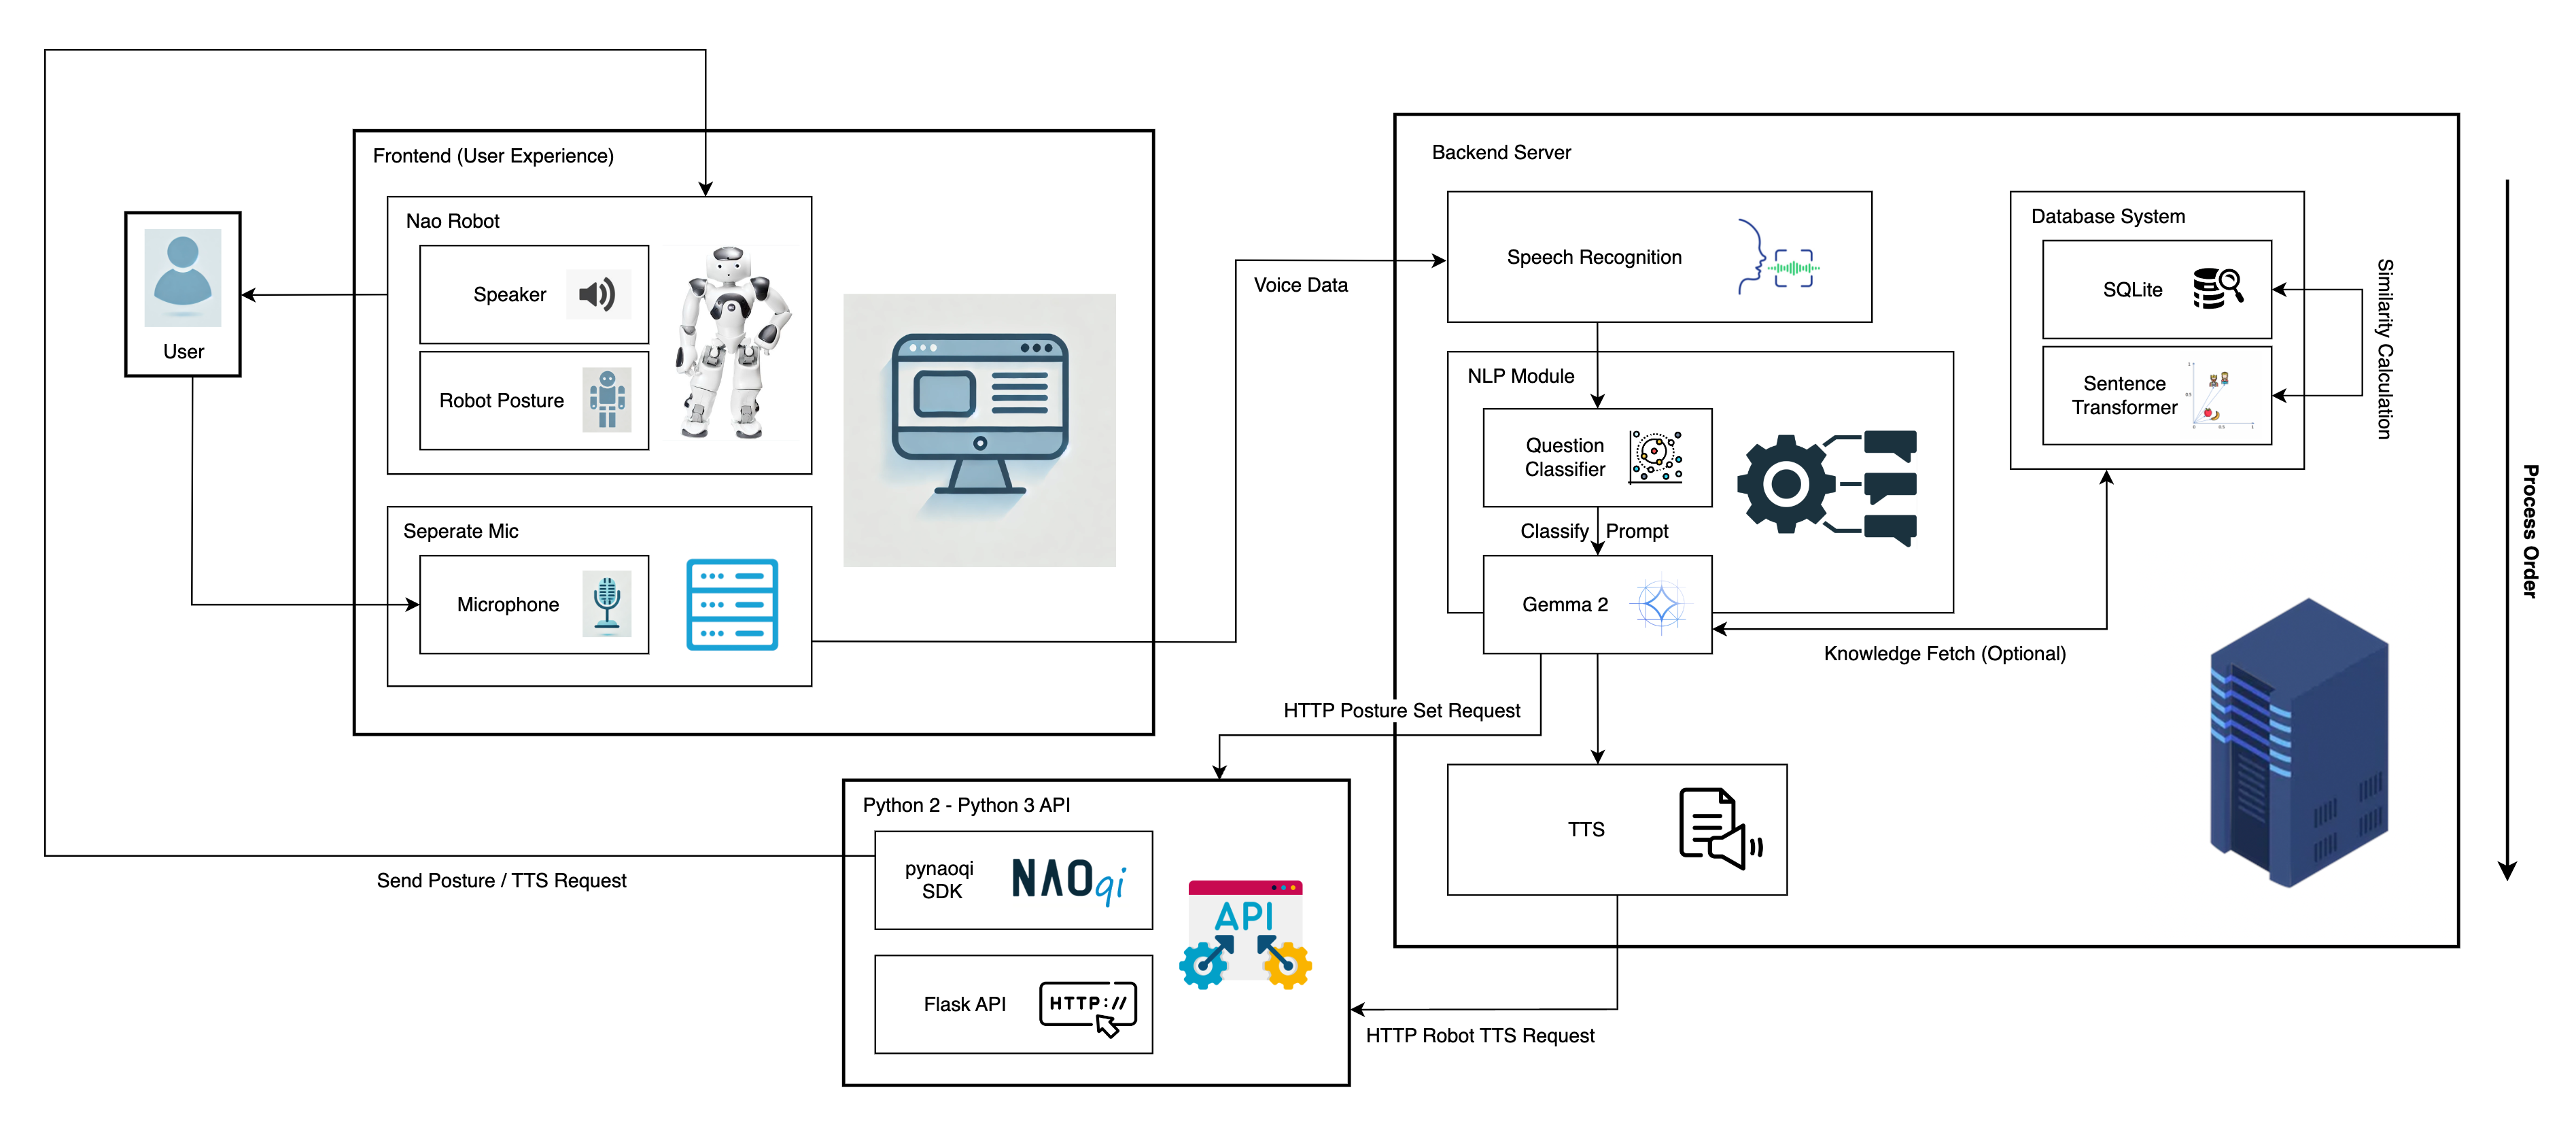 Frontend (User Experience)
Nao Robot
Speaker
Robot Posture
User
Seperate Mic
Microphone
Voice Data
Backend Server
Speech Recognition
NLP Module
Question
Classifier
Classify Prompt
Gemma 2
Database System
SQLite
Sentence
Transformer
Similarity Calculation
Knowledge Fetch (Optional)
Process Order
HTTP Posture Set Request
TTS
HTTP Robot TTS Request
Python 2 - Python 3 API
pynaoqi
SDK
NAOqi
API
Flask API
HTTP://
Send Posture / TTS Request